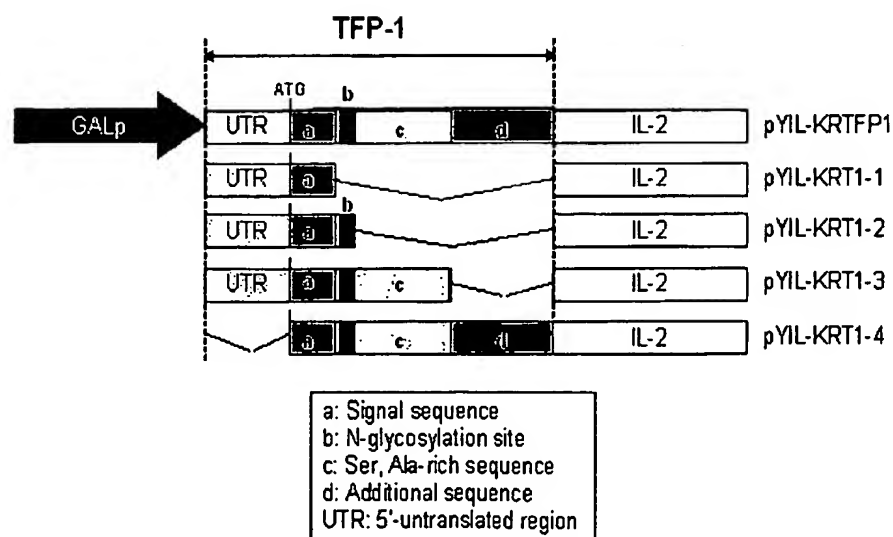 TFP-1
ATG b
GALp UTR a c d IL-2 pYIL-KRTFP1
UTR a IL-2 pYIL-KRT1-1
b
UTR a IL-2 pYIL-KRT1-2
UTR a c IL-2 pYIL-KRT1-3
UTR a c d IL-2 pYIL-KRT1-4
a: Signal sequence
b: N-glycosylation site
c: Ser, Ala-rich sequence
d: Additional sequence
UTR: 5'-untranslated region